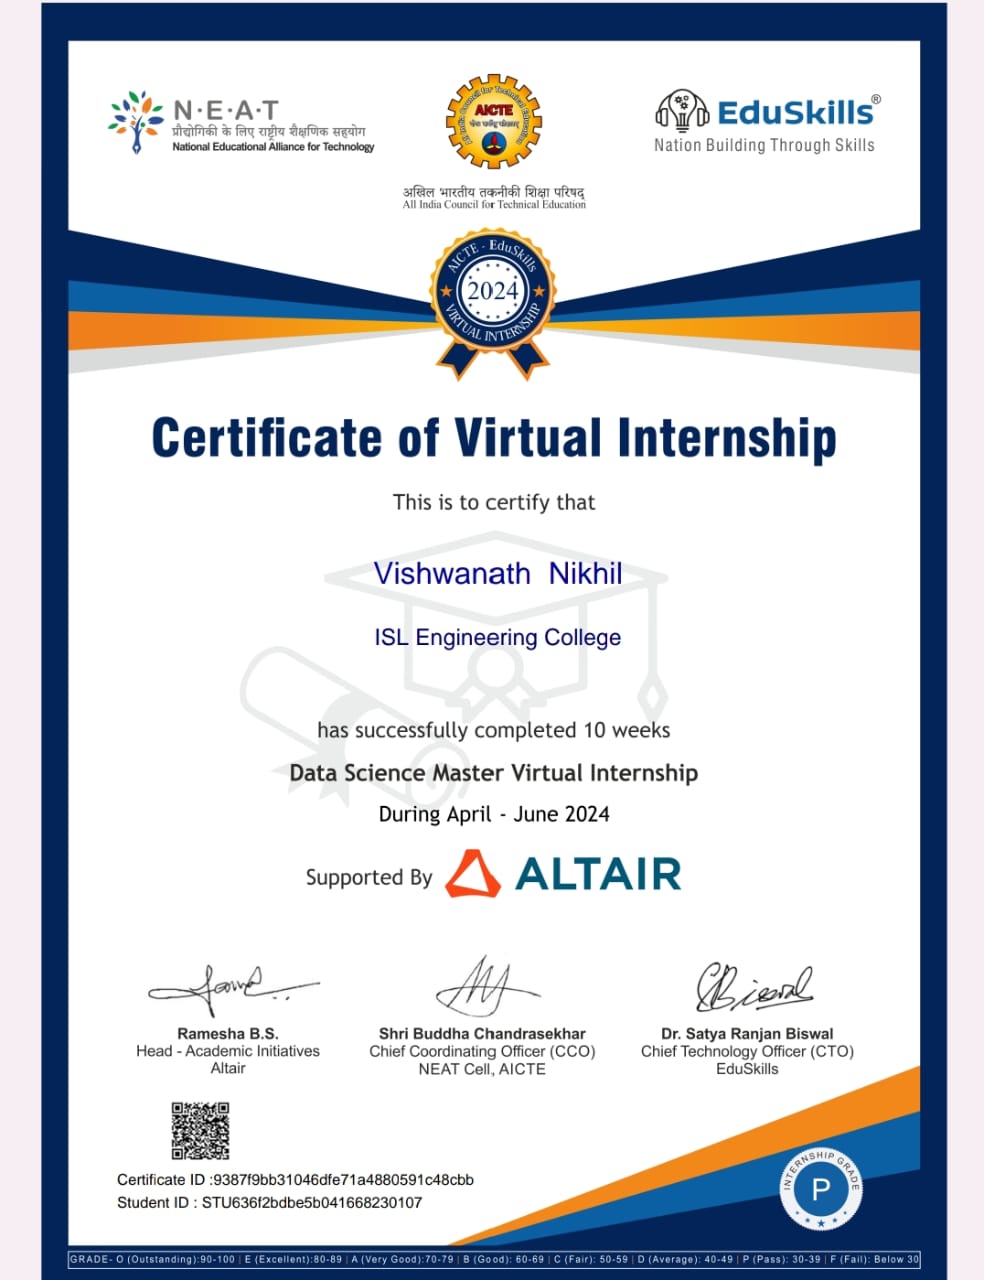 N·E·A·T
प्रौद्योगिकी के लिए राष्ट्रीय शैक्षणिक सहयोग
National Educational Alliance for Technology
All India Council for Technical Education
AICTE
अखिल भारतीय तकनीकी शिक्षा परिषद्
All India Council for Technical Education
EduSkills®
Nation Building Through Skills
AICTE - EduSkills
2024
VIRTUAL INTERNSHIP
Certificate of Virtual Internship
This is to certify that
Vishwanath Nikhil
ISL Engineering College
has successfully completed 10 weeks
Data Science Master Virtual Internship
During April - June 2024
Supported By ALTAIR
Ramesha B.S.
Head - Academic Initiatives
Altair
Shri Buddha Chandrasekhar
Chief Coordinating Officer (CCO)
NEAT Cell, AICTE
Dr. Satya Ranjan Biswal
Chief Technology Officer (CTO)
EduSkills
Certificate ID :9387f9bb31046dfe71a4880591c48cbb
Student ID : STU636f2bdbe5b041668230107
INTERNSHIP GRADE
P
GRADE- O (Outstanding):90-100 | E (Excellent):80-89 | A (Very Good):70-79 | B (Good): 60-69 | C (Fair): 50-59 | D (Average): 40-49 | P (Pass): 30-39 | F (Fail): Below 30